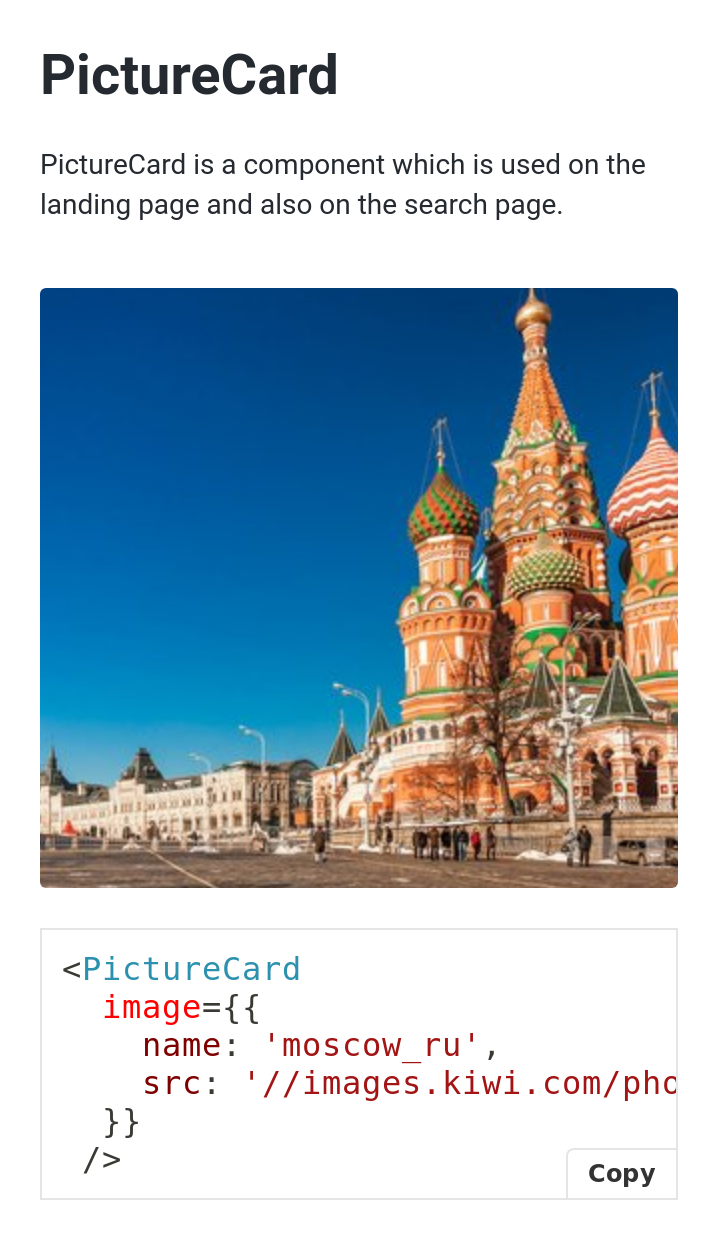 PictureCard
PictureCard is a component which is used on the
landing page and also on the search page.
<PictureCard
  image={{
    name: 'moscow_ru',
    src: '//images.kiwi.com/pho
  }}
 />
Copy